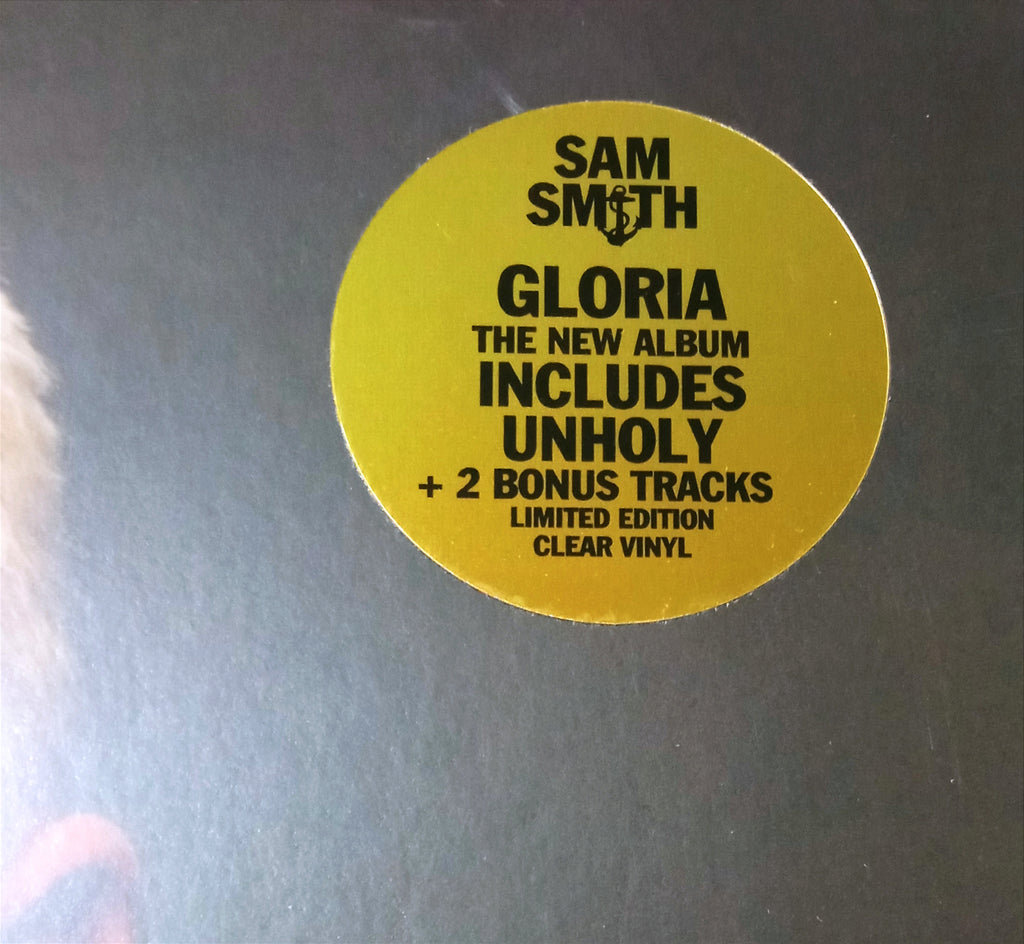 SAM
SMITH
GLORIA
THE NEW ALBUM
INCLUDES
UNHOLY
+ 2 BONUS TRACKS
LIMITED EDITION
CLEAR VINYL